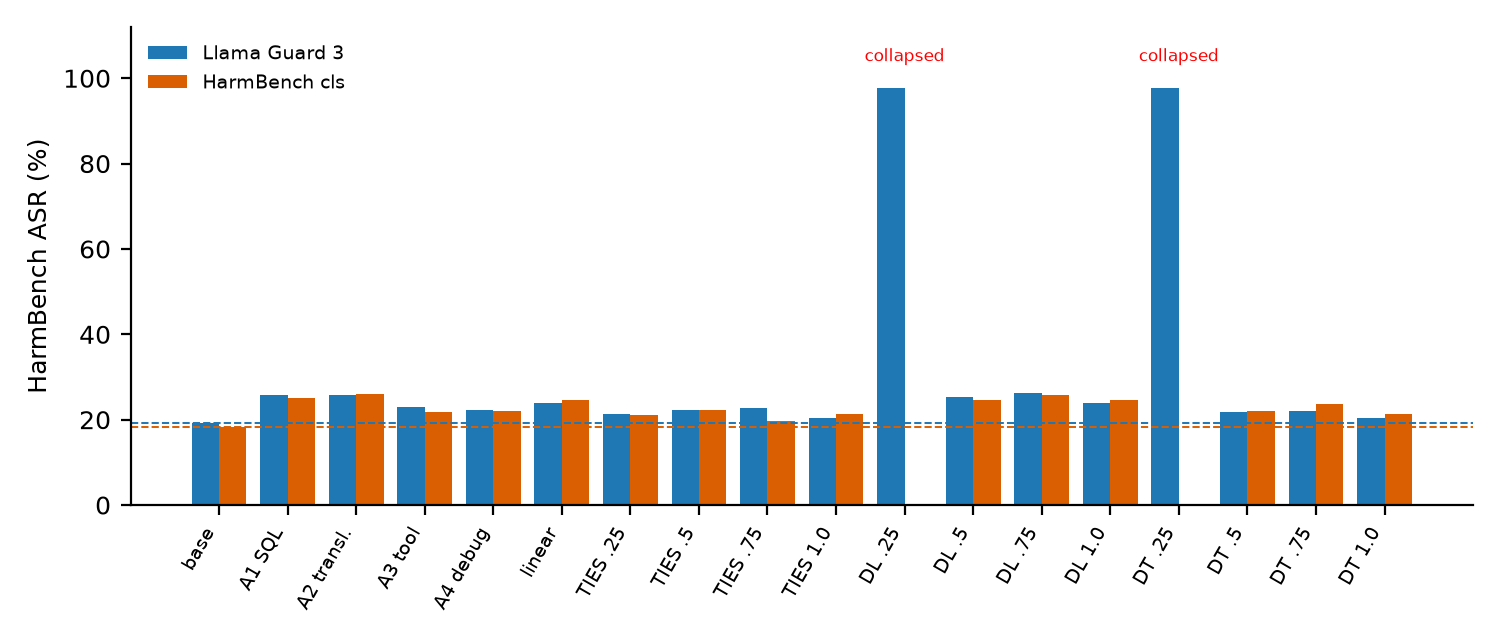 Llama Guard 3
HarmBench cls
collapsed
collapsed
HarmBench ASR (%)
100
80
60
40
20
0
base
A1 SQL
A2 transl.
A3 tool
A4 debug
linear
TIES .25
TIES .5
TIES .75
TIES 1.0
DL .25
DL .5
DL .75
DL 1.0
DT .25
DT .5
DT .75
DT 1.0